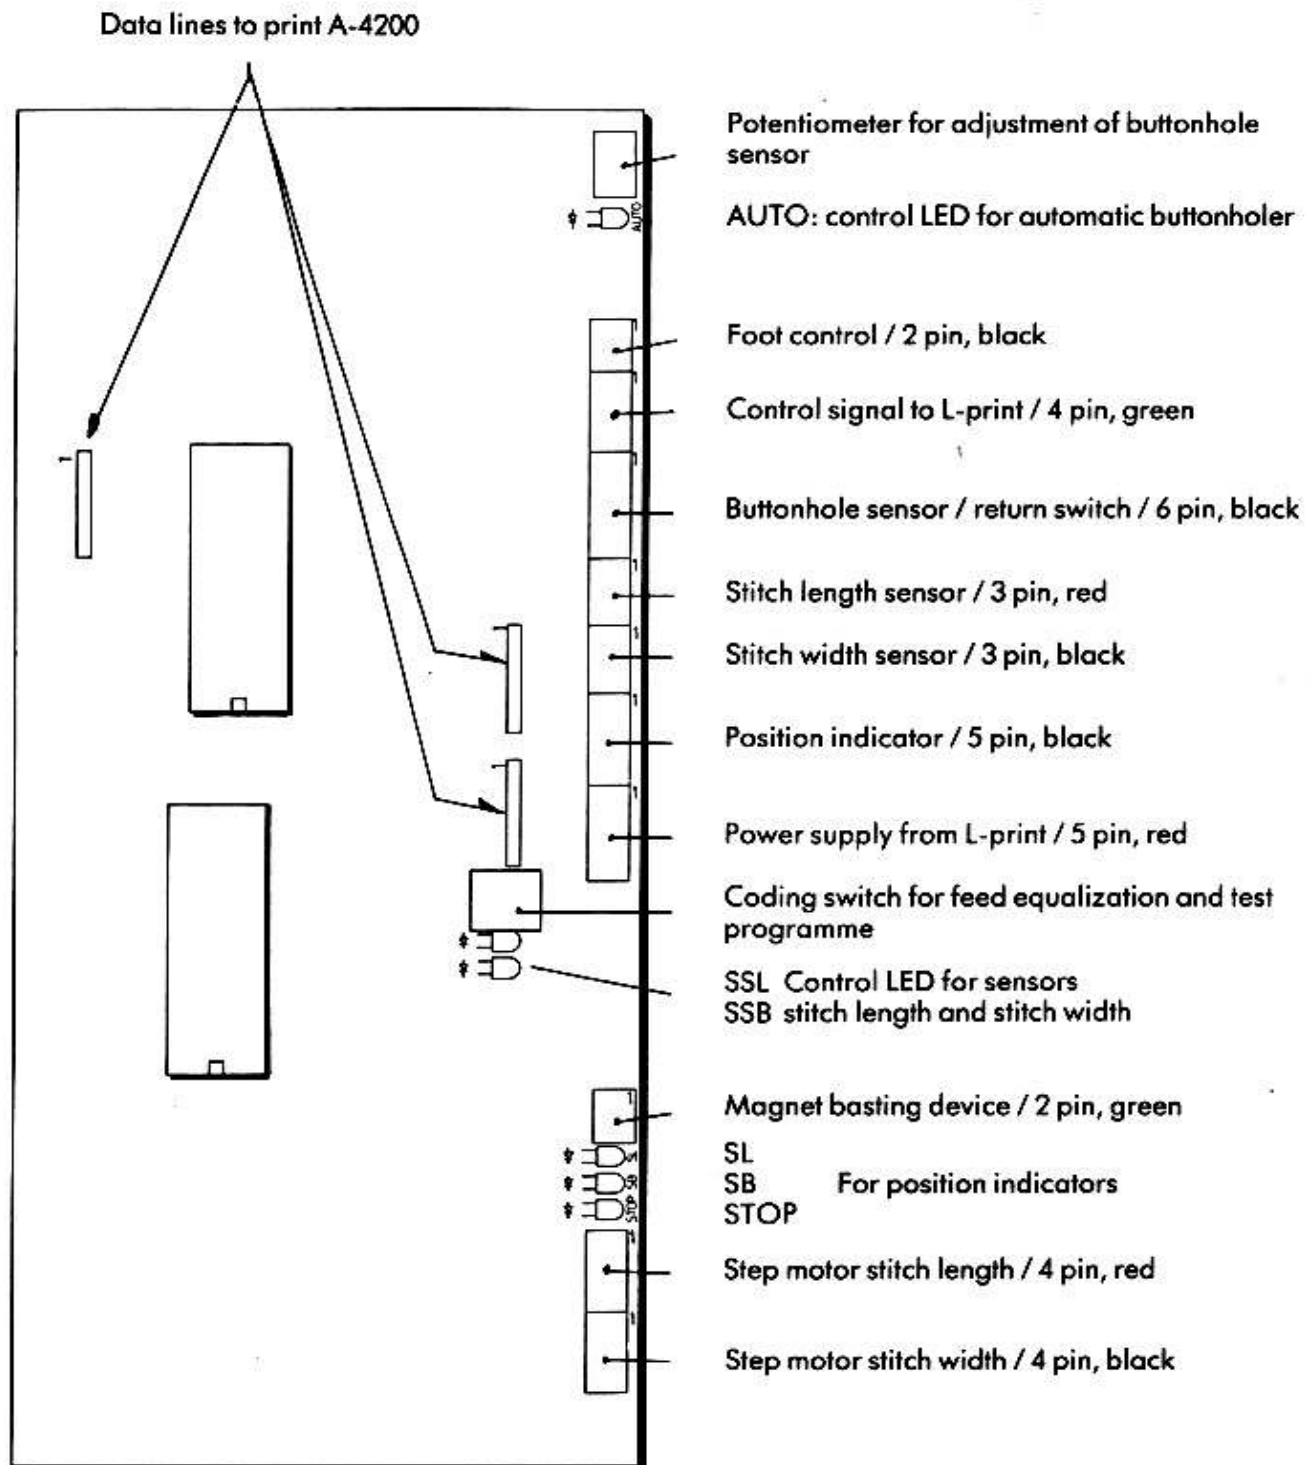 Data lines to print A-4200
Potentiometer for adjustment of buttonhole
sensor
AUTO
AUTO: control LED for automatic buttonholer
Foot control / 2 pin, black
Control signal to L-print / 4 pin, green
Buttonhole sensor / return switch / 6 pin, black
Stitch length sensor / 3 pin, red
Stitch width sensor / 3 pin, black
Position indicator / 5 pin, black
Power supply from L-print / 5 pin, red
Coding switch for feed equalization and test
programme
SSL Control LED for sensors
SSB stitch length and stitch width
Magnet basting device / 2 pin, green
SL
SL
SB
SB For position indicators
STOP
STOP
Step motor stitch length / 4 pin, red
Step motor stitch width / 4 pin, black